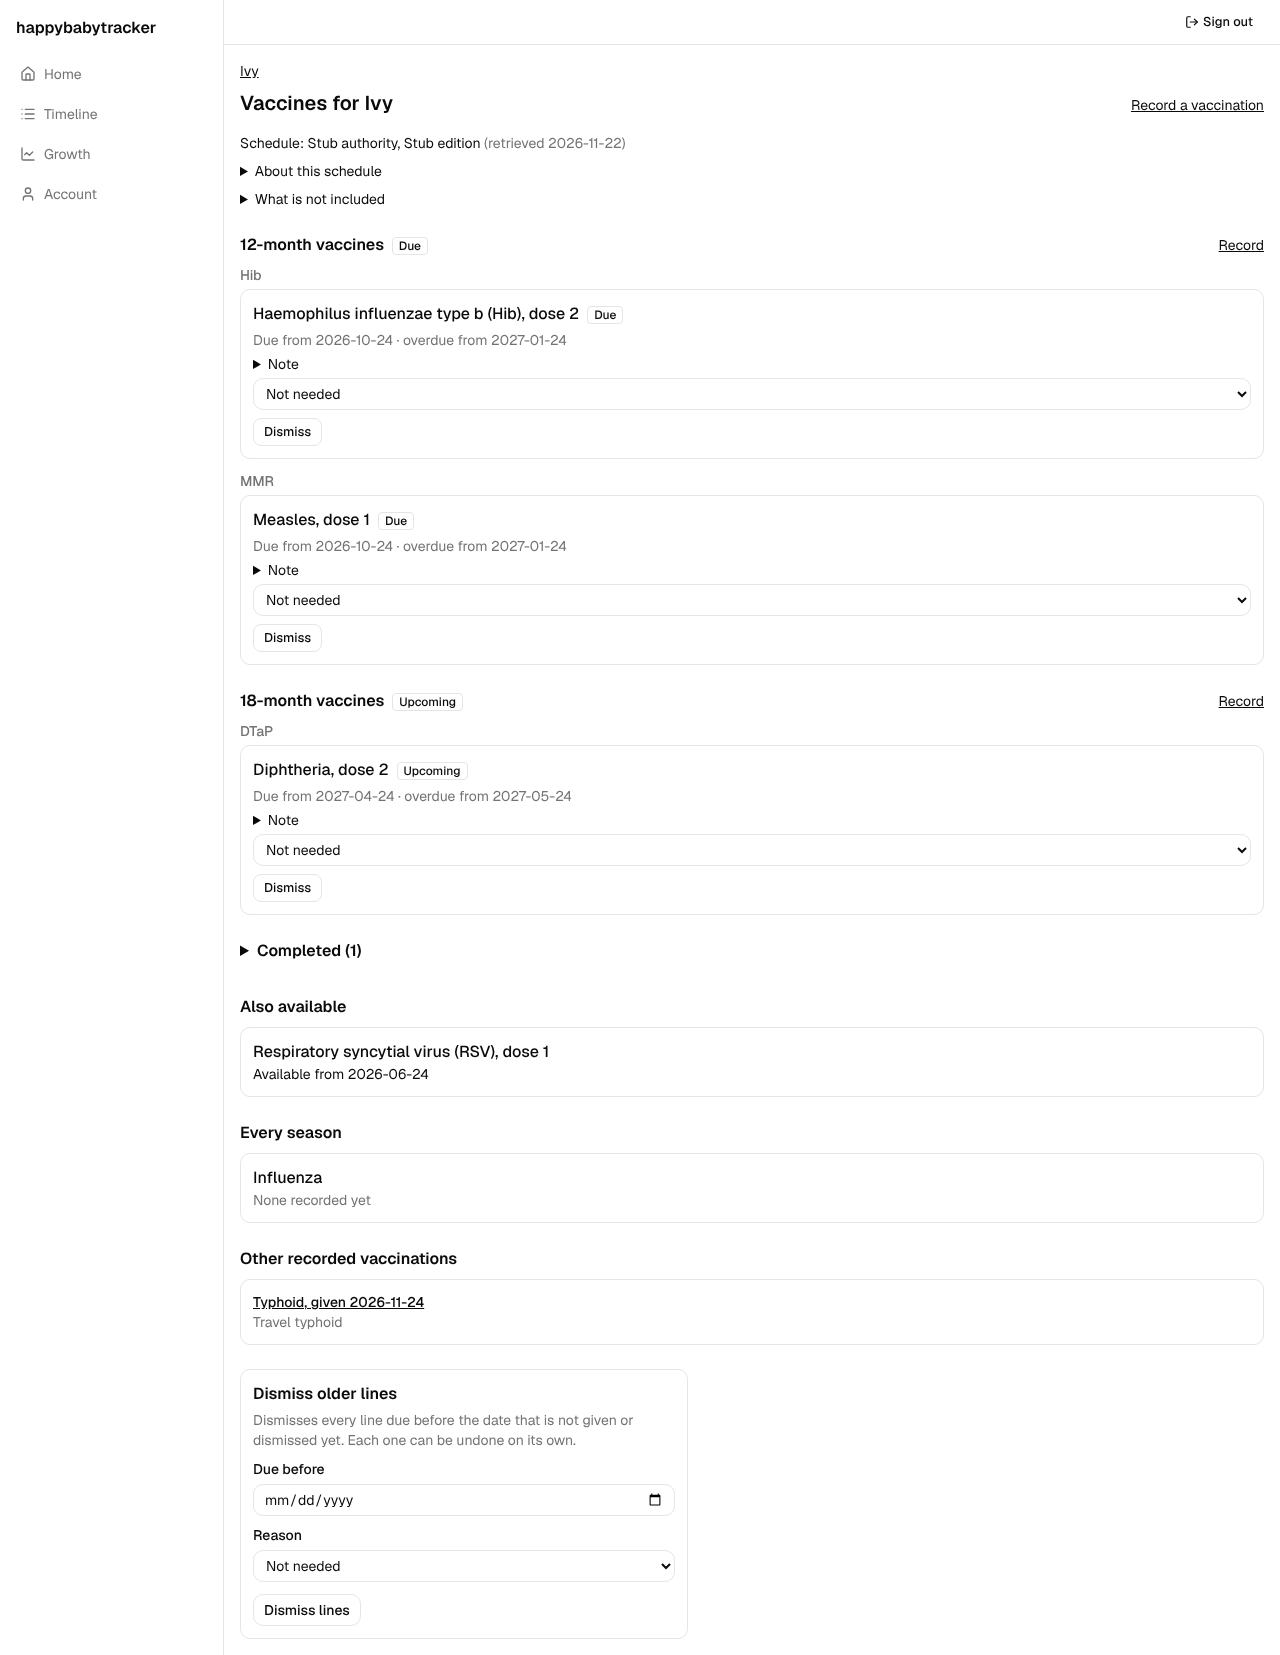 happybabytracker
Sign out
Home
Timeline
Growth
Account
Ivy
Vaccines for Ivy
Record a vaccination
Schedule: Stub authority, Stub edition (retrieved 2026-11-22)
About this schedule
What is not included
12-month vaccines Due
Record
Hib
Haemophilus influenzae type b (Hib), dose 2 Due
Due from 2026-10-24 · overdue from 2027-01-24
Note
Not needed
Dismiss
MMR
Measles, dose 1 Due
Due from 2026-10-24 · overdue from 2027-01-24
Note
Not needed
Dismiss
18-month vaccines Upcoming
Record
DTaP
Diphtheria, dose 2 Upcoming
Due from 2027-04-24 · overdue from 2027-05-24
Note
Not needed
Dismiss
Completed (1)
Also available
Respiratory syncytial virus (RSV), dose 1
Available from 2026-06-24
Every season
Influenza
None recorded yet
Other recorded vaccinations
Typhoid, given 2026-11-24
Travel typhoid
Dismiss older lines
Dismisses every line due before the date that is not given or
dismissed yet. Each one can be undone on its own.
Due before
mm/dd/yyyy
Reason
Not needed
Dismiss lines